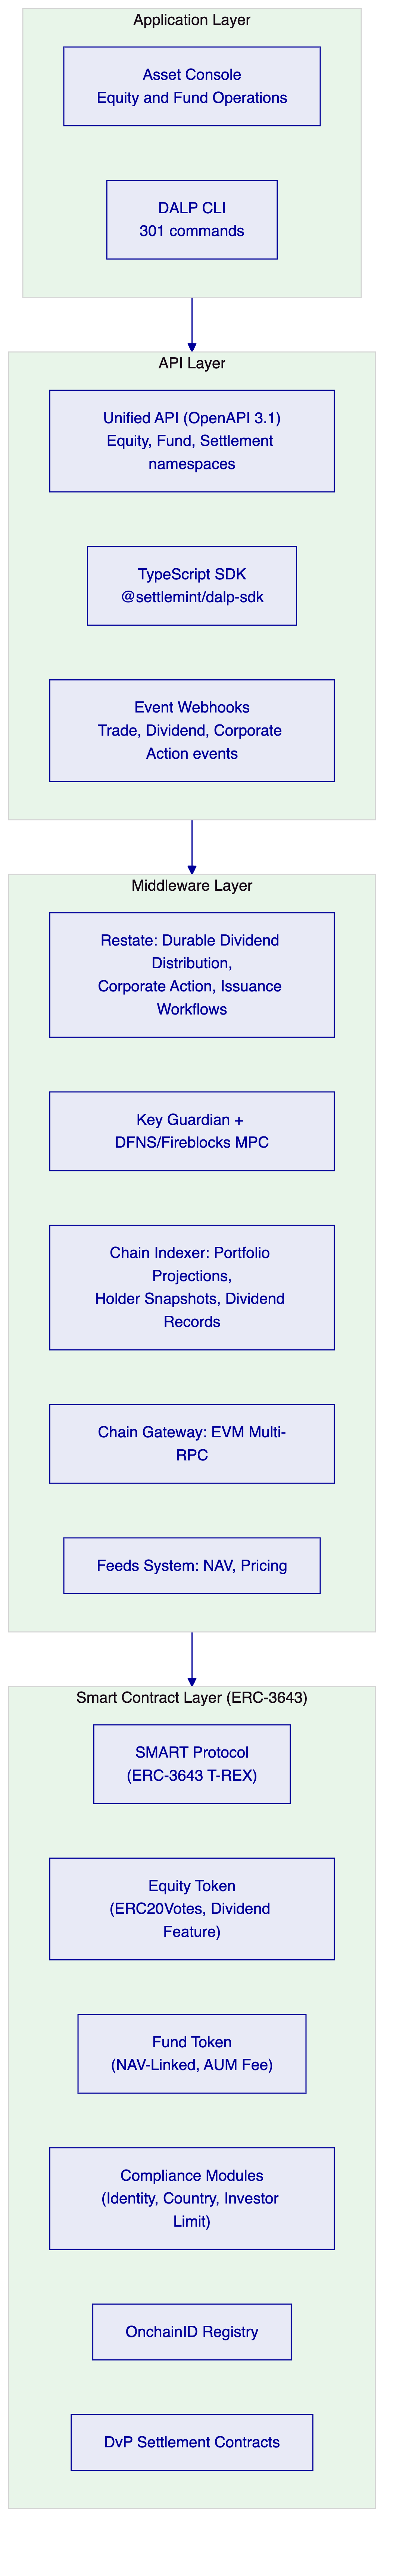 Application Layer
Asset Console
Equity and Fund Operations
DALP CLI
301 commands
API Layer
Unified API (OpenAPI 3.1)
Equity, Fund, Settlement
namespaces
TypeScript SDK
@settlemint/dalp-sdk
Event Webhooks
Trade, Dividend, Corporate
Action events
Middleware Layer
Restate: Durable Dividend
Distribution,
Corporate Action, Issuance
Workflows
Key Guardian +
DFNS/Fireblocks MPC
Chain Indexer: Portfolio
Projections,
Holder Snapshots, Dividend
Records
Chain Gateway: EVM Multi-
RPC
Feeds System: NAV, Pricing
Smart Contract Layer (ERC-3643)
SMART Protocol
(ERC-3643 T-REX)
Equity Token
(ERC20Votes, Dividend
Feature)
Fund Token
(NAV-Linked, AUM Fee)
Compliance Modules
(Identity, Country, Investor
Limit)
OnchainID Registry
DvP Settlement Contracts